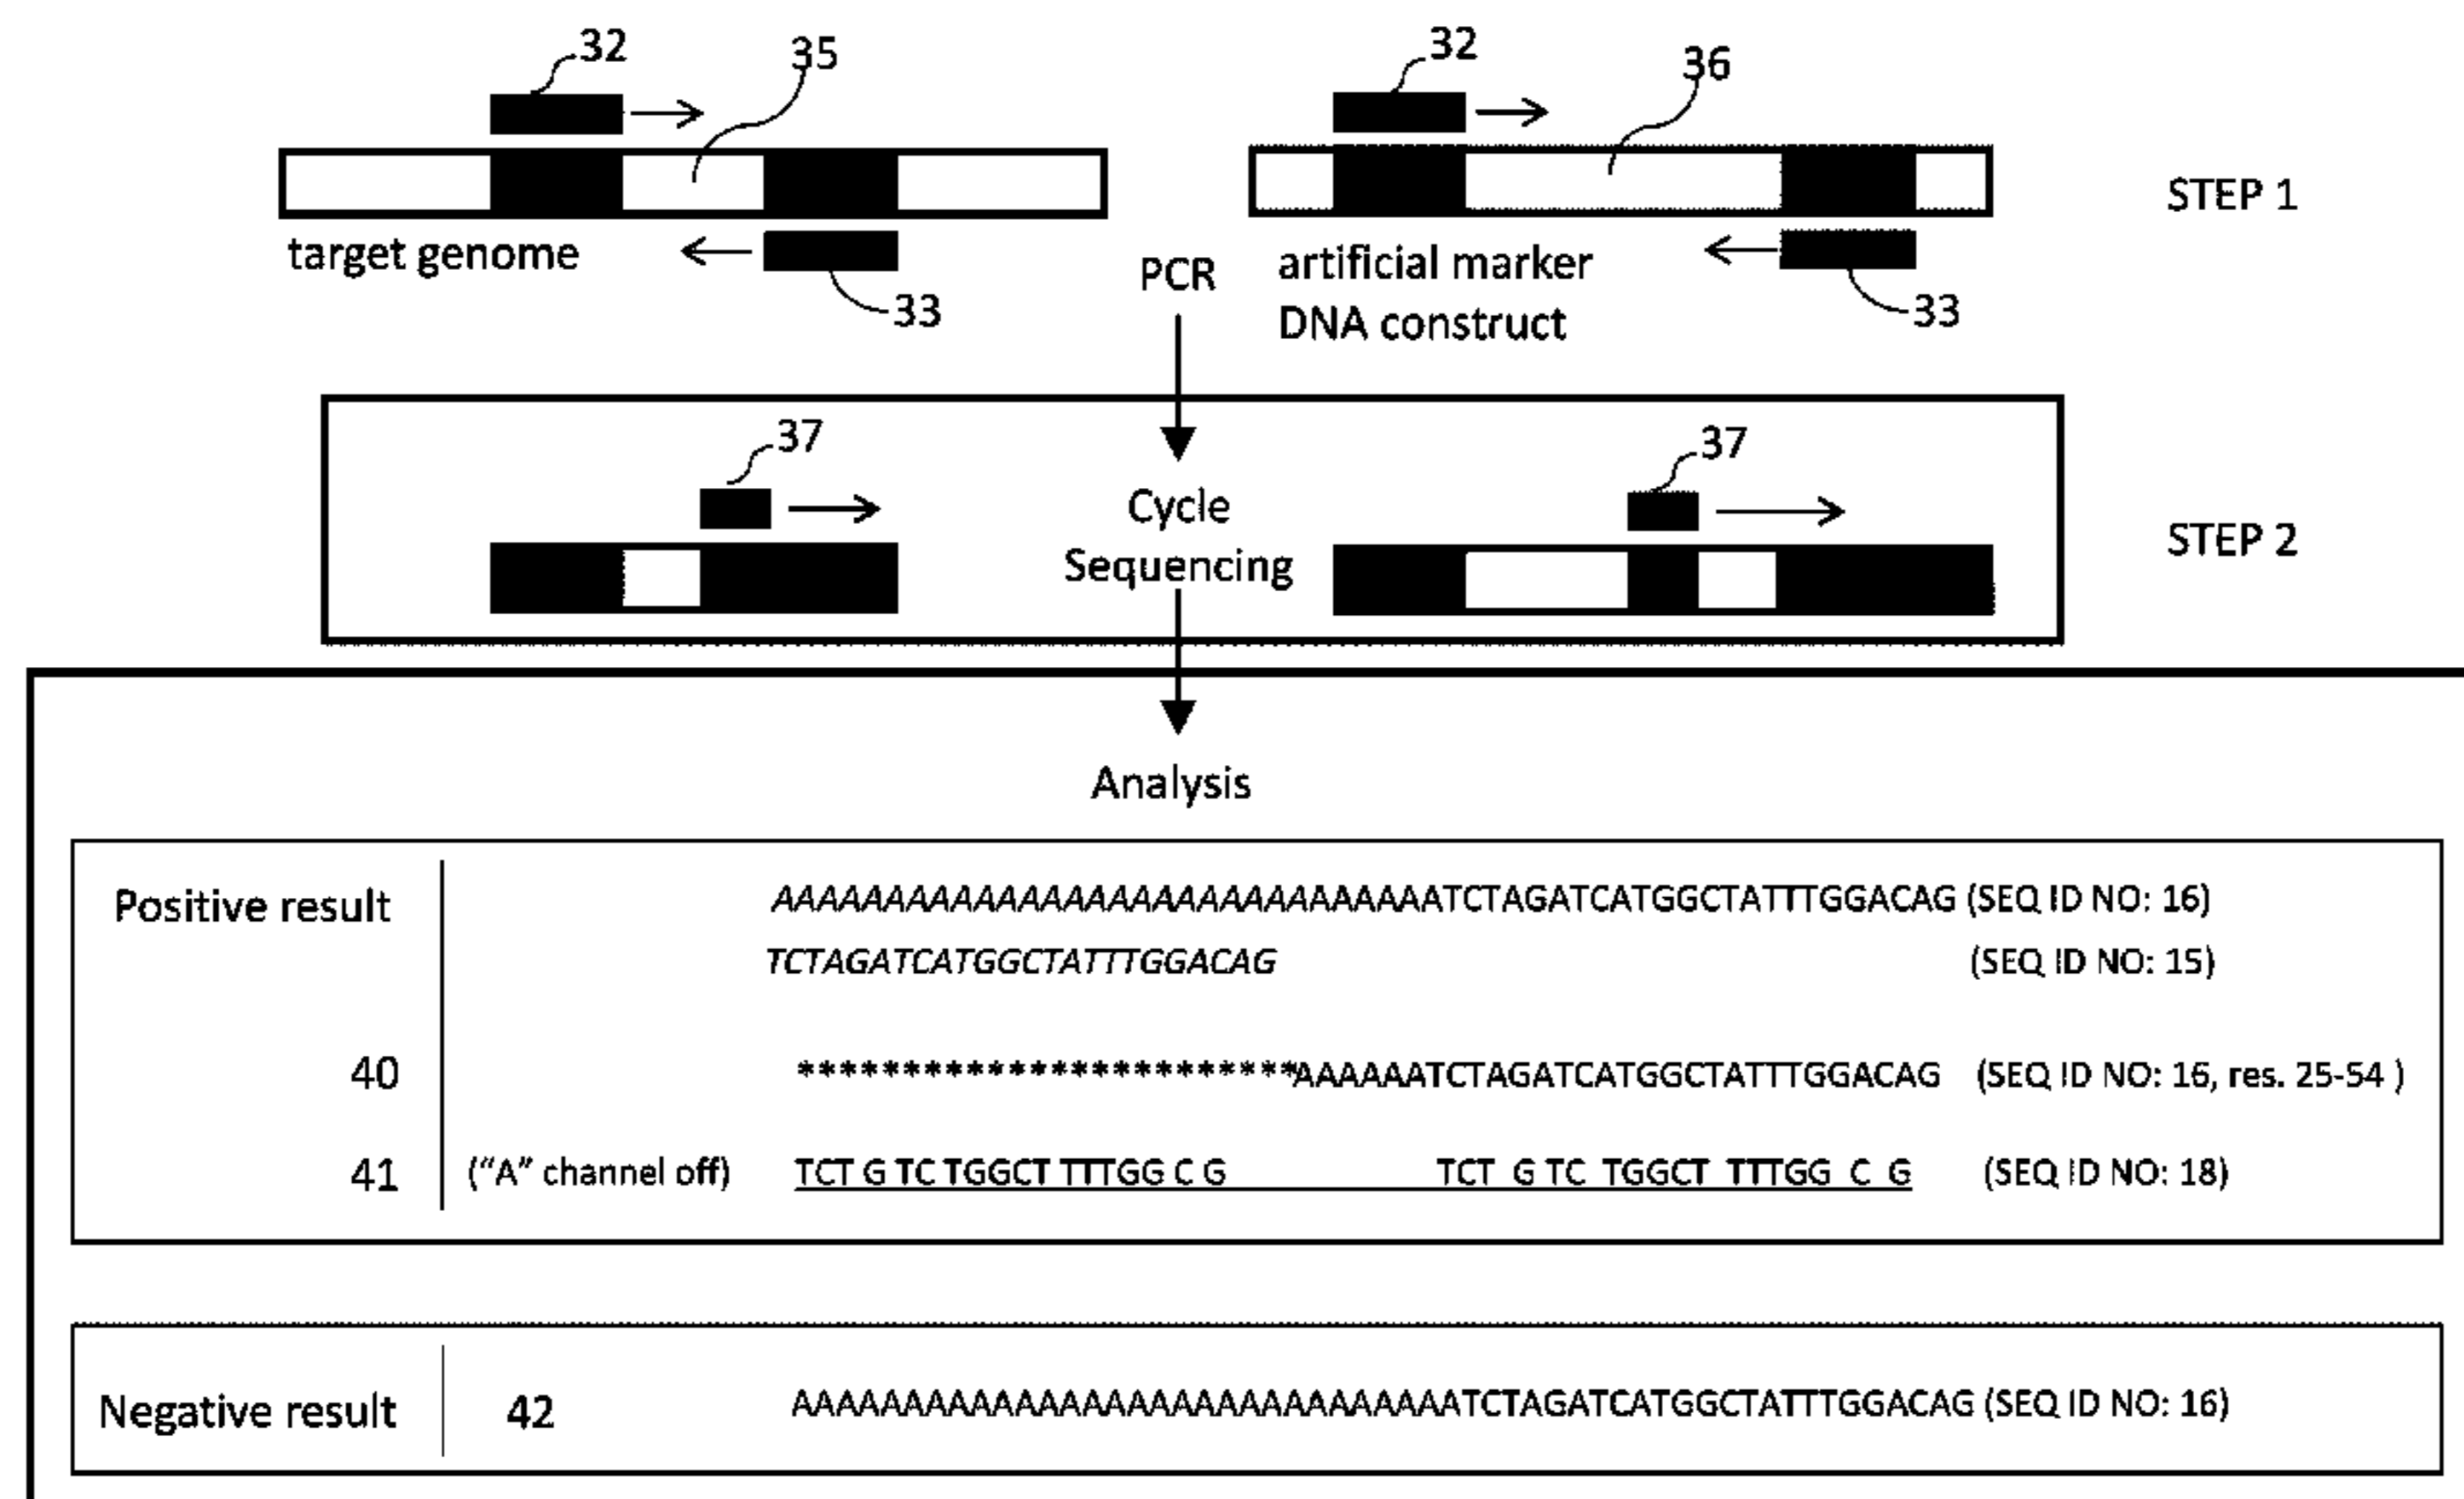 32
35
32
36
STEP 1
target genome
33
PCR
artificial marker
DNA construct
33
37
37
Cycle
Sequencing
STEP 2
Analysis
Positive result
AAAAAAAAAAAAAAAAAAAAAAAAAAAAAATCTAGATCATGGCTATTTGGACAG (SEQ ID NO: 16)
TCTAGATCATGGCTATTTGGACAG (SEQ ID NO: 15)
40 ************************AAAAAATCTAGATCATGGCTATTTGGACAG (SEQ ID NO: 16, res. 25-54 )
41 ("A" channel off) TCT G TC TGGCT TTTGG C G TCT G TC TGGCT TTTGG C G (SEQ ID NO: 18)
Negative result 42 AAAAAAAAAAAAAAAAAAAAAAAAAAAAAATCTAGATCATGGCTATTTGGACAG (SEQ ID NO: 16)